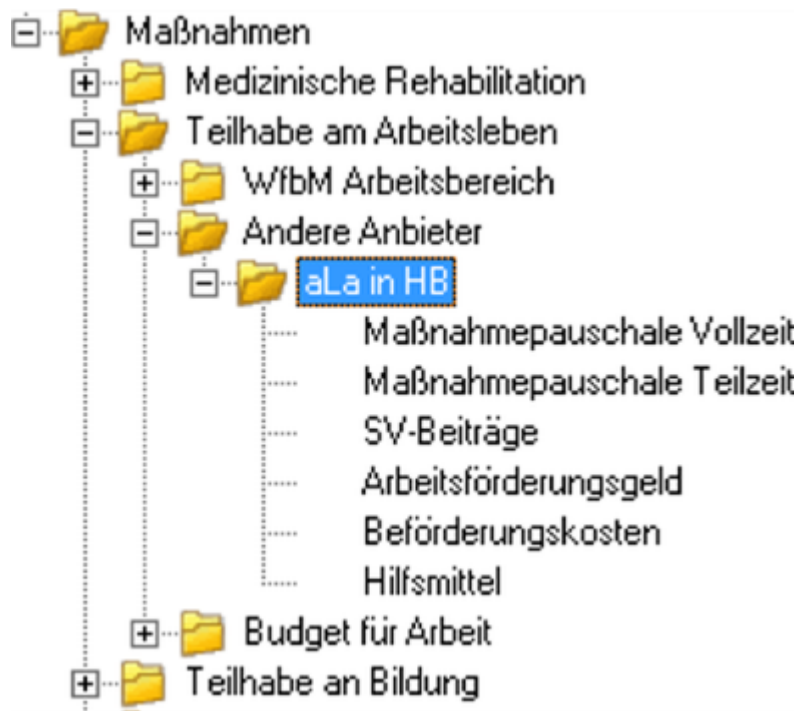 Maßnahmen
Medizinische Rehabilitation
Teilhabe am Arbeitsleben
WfbM Arbeitsbereich
Andere Anbieter
aLa in HB
Maßnahmepauschale Vollzeit
Maßnahmepauschale Teilzeit
SV-Beiträge
Arbeitsförderungsgeld
Beförderungskosten
Hilfsmittel
Budget für Arbeit
Teilhabe an Bildung